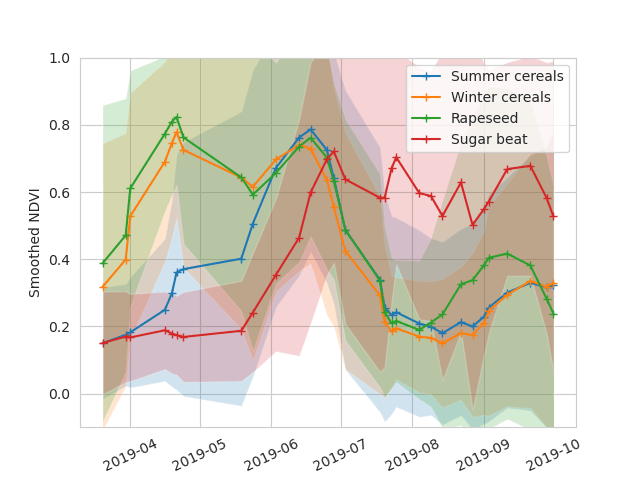 1.0
0.8
0.6
0.4
0.2
0.0
Smoothed NDVI
Summer cereals
Winter cereals
Rapeseed
Sugar beat
2019-04
2019-05
2019-06
2019-07
2019-08
2019-09
2019-10